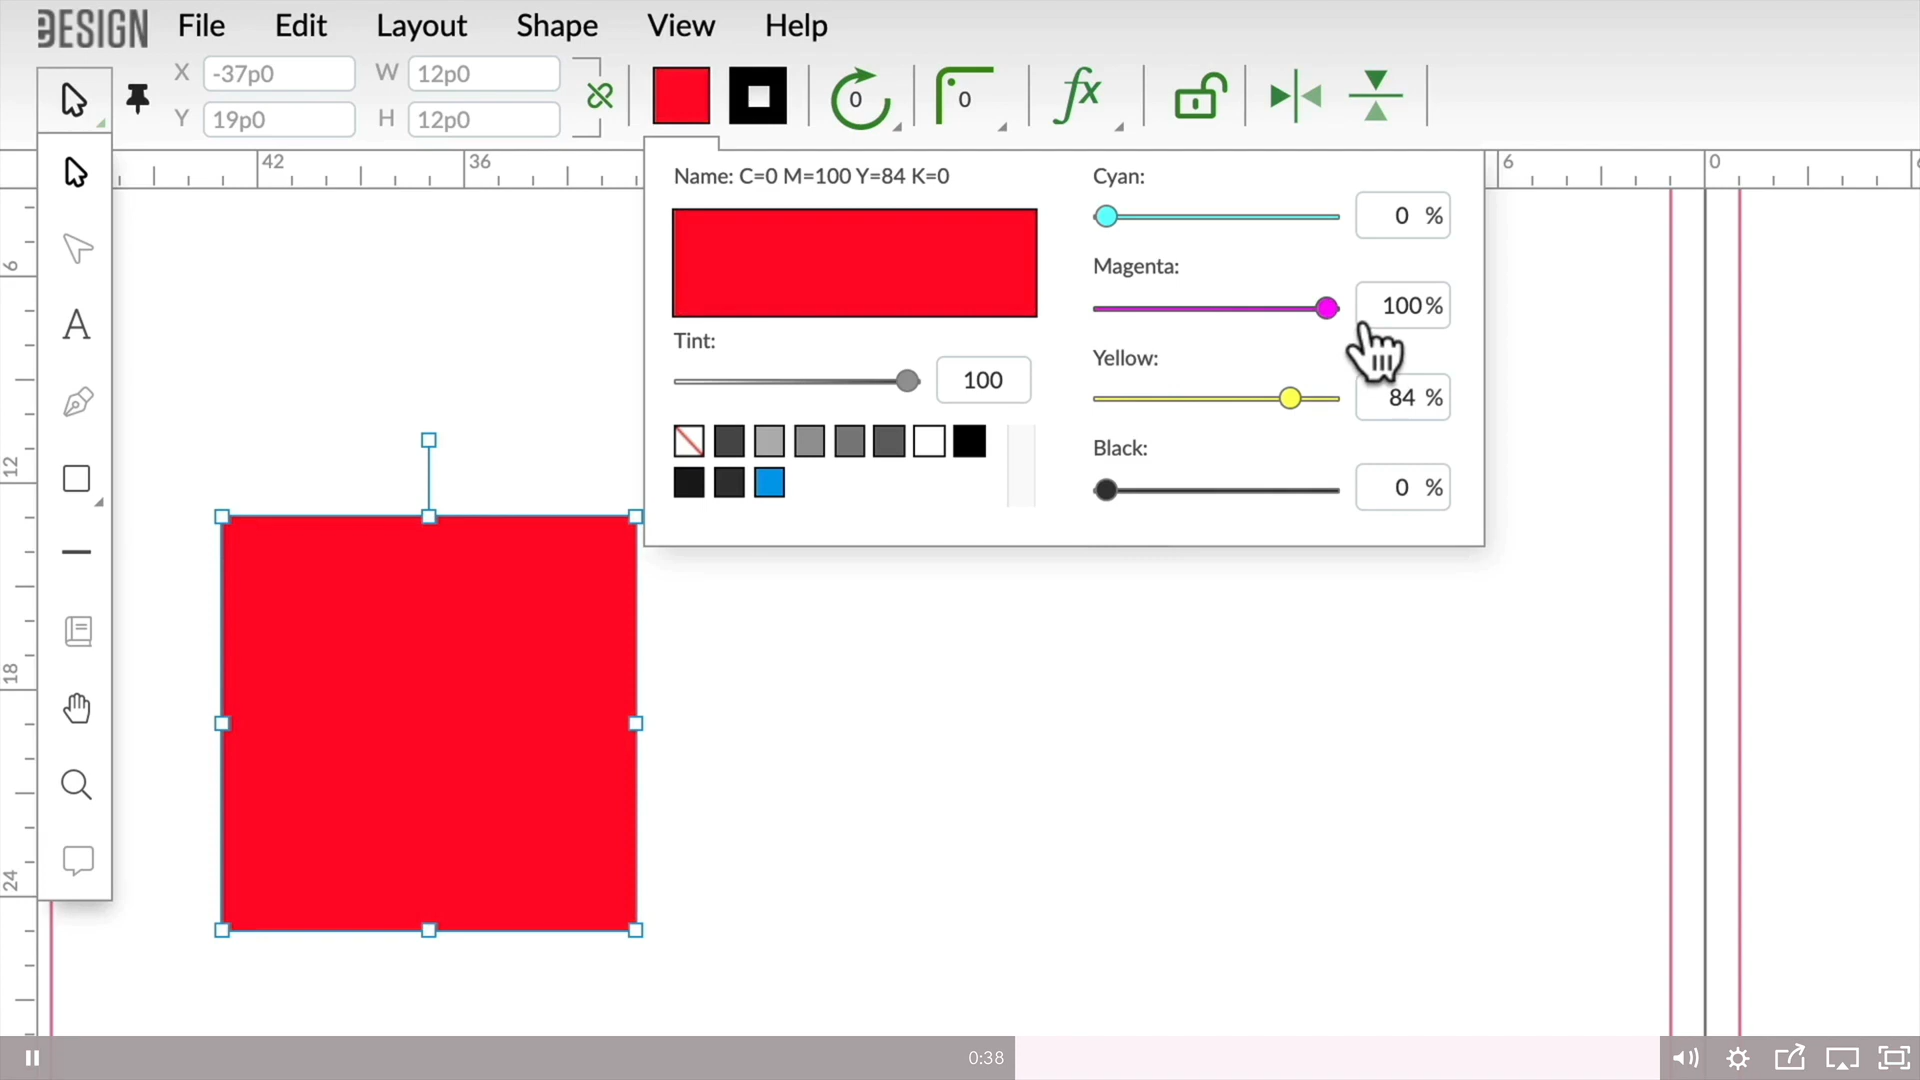 eDESIGN
File Edit Layout Shape View Help
X -37p0 W 12p0
Y 19p0 H 12p0
0 0 fx
42 36 6 0
6
12
18
24
A
Name: C=0 M=100 Y=84 K=0
Tint:
100
Cyan:
0 %
Magenta:
100 %
Yellow:
84 %
Black:
0 %
0:38